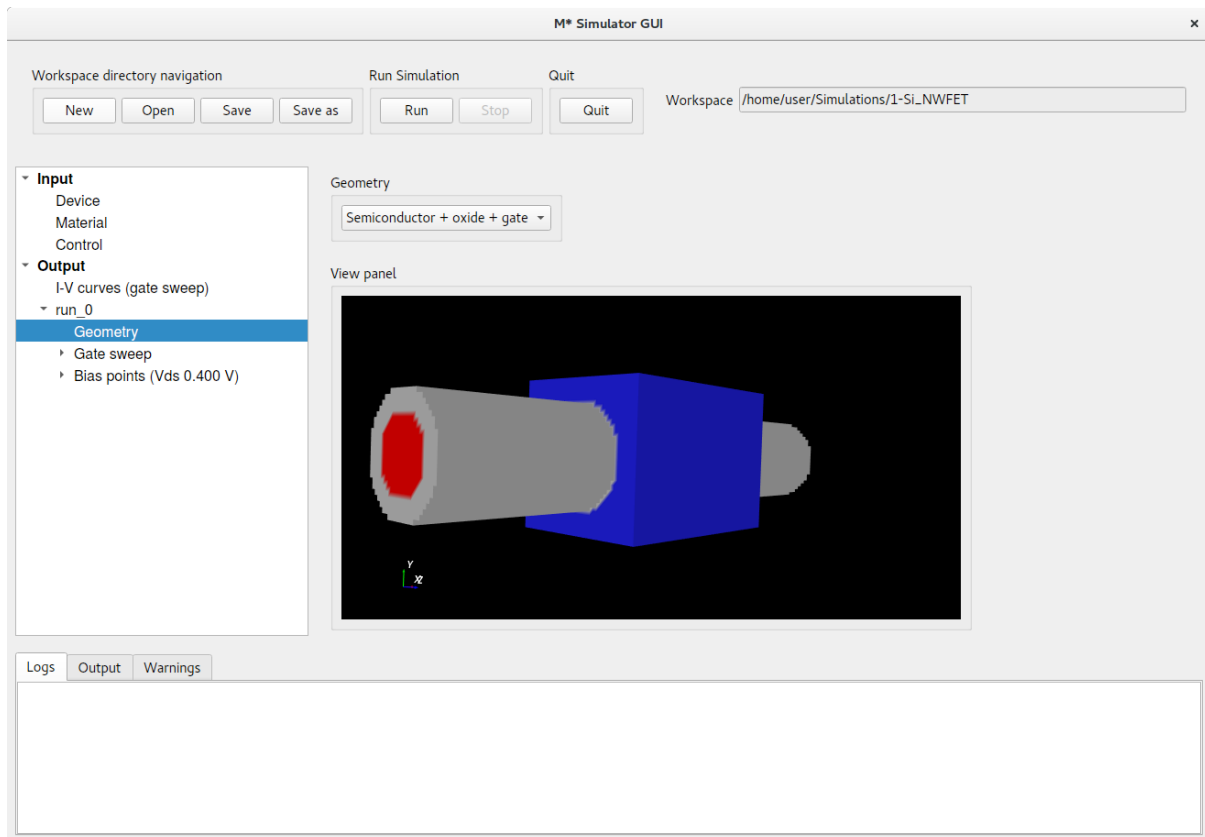 M* Simulator GUI
Workspace directory navigation
Run Simulation
Quit
New
Open
Save
Save as
Run
Stop
Quit
Workspace
/home/user/Simulations/1-Si_NWFET
Input
Device
Material
Control
Output
I-V curves (gate sweep)
run_0
Geometry
Gate sweep
Bias points (Vds 0.400 V)
Geometry
Semiconductor + oxide + gate
View panel
Y
XZ
Logs
Output
Warnings